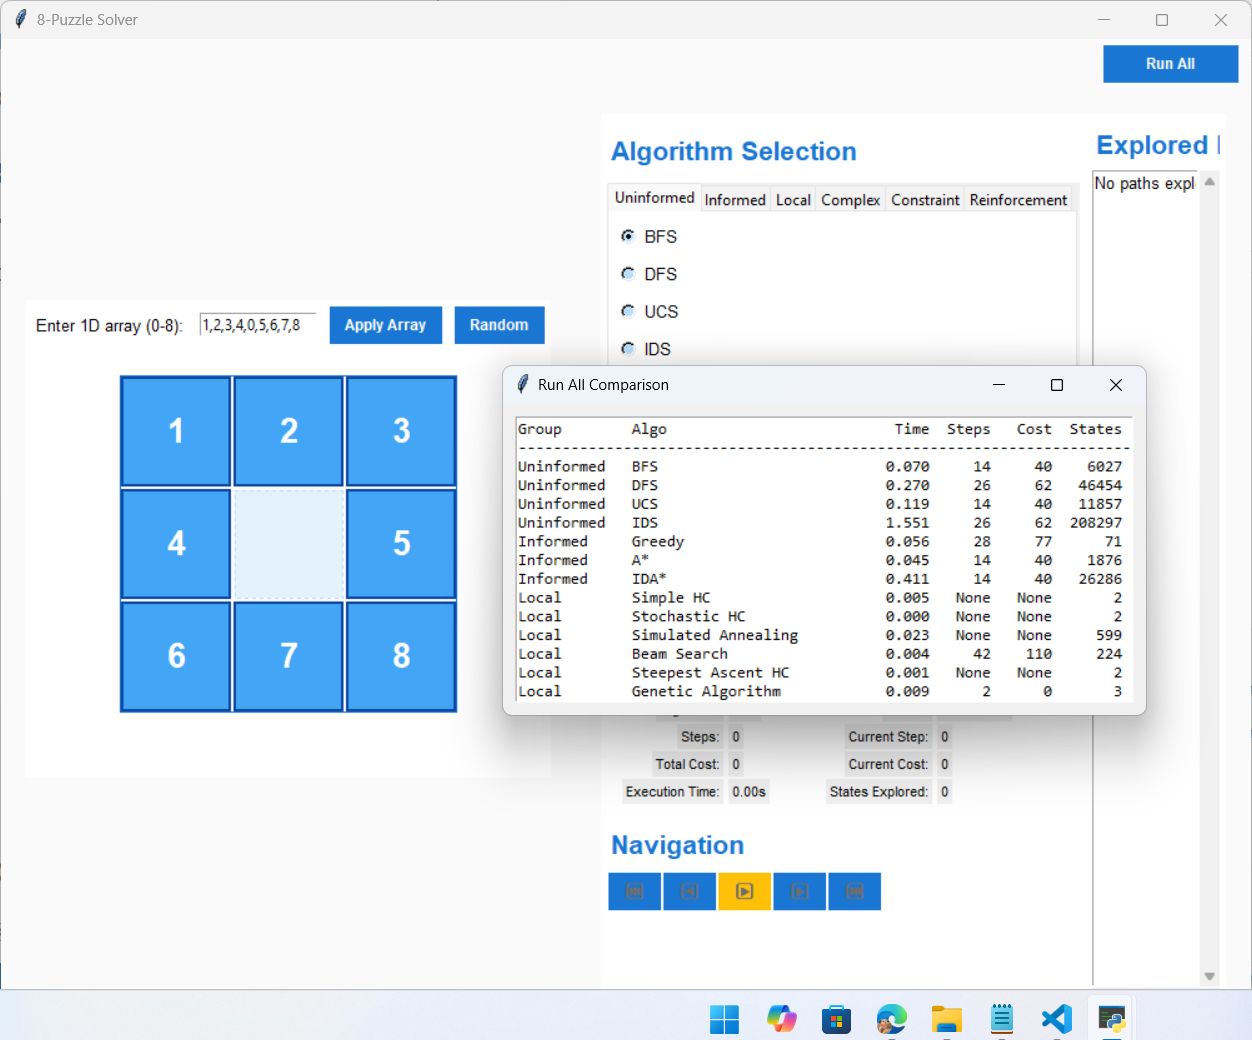 8-Puzzle Solver
Run All
Algorithm Selection
Explored
Uninformed Informed Local Complex Constraint Reinforcement
No paths expl
BFS
DFS
UCS
IDS
Enter 1D array (0-8): 1,2,3,4,0,5,6,7,8 Apply Array Random
1 2 3
4 5
6 7 8
Run All Comparison
Group Algo Time Steps Cost States
Uninformed BFS 0.070 14 40 6027
Uninformed DFS 0.270 26 62 46454
Uninformed UCS 0.119 14 40 11857
Uninformed IDS 1.551 26 62 208297
Informed Greedy 0.056 28 77 71
Informed A* 0.045 14 40 1876
Informed IDA* 0.411 14 40 26286
Local Simple HC 0.005 None None 2
Local Stochastic HC 0.000 None None 2
Local Simulated Annealing 0.023 None None 599
Local Beam Search 0.004 42 110 224
Local Steepest Ascent HC 0.001 None None 2
Local Genetic Algorithm 0.009 2 0 3
Steps: 0 Current Step: 0
Total Cost: 0 Current Cost: 0
Execution Time: 0.00s States Explored: 0
Navigation